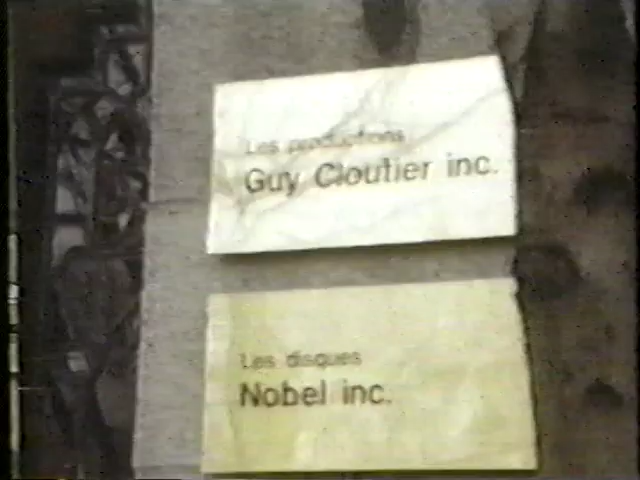 Les productions
Guy Cloutier inc.
Les disques
Nobel inc.